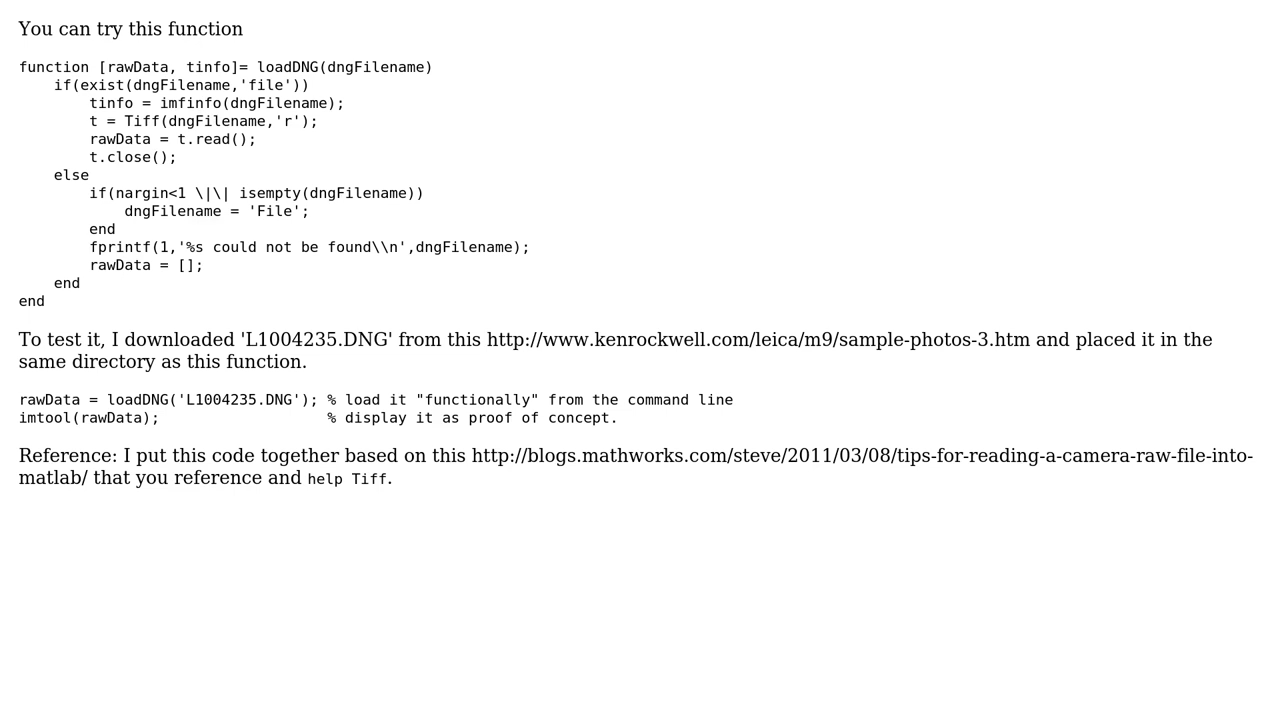 You can try this function
function [rawData, tinfo]= loadDNG(dngFilename)
    if(exist(dngFilename,'file'))
        tinfo = imfinfo(dngFilename);
        t = Tiff(dngFilename,'r');
        rawData = t.read();
        t.close();
    else
        if(nargin<1 \|\| isempty(dngFilename))
            dngFilename = 'File';
        end
        fprintf(1,'%s could not be found\\n',dngFilename);
        rawData = [];
    end
end
To test it, I downloaded 'L1004235.DNG' from this http://www.kenrockwell.com/leica/m9/sample-photos-3.htm and placed it in the
same directory as this function.
rawData = loadDNG('L1004235.DNG'); % load it "functionally" from the command line
imtool(rawData);                   % display it as proof of concept.
Reference: I put this code together based on this http://blogs.mathworks.com/steve/2011/03/08/tips-for-reading-a-camera-raw-file-into-
matlab/ that you reference and help Tiff.